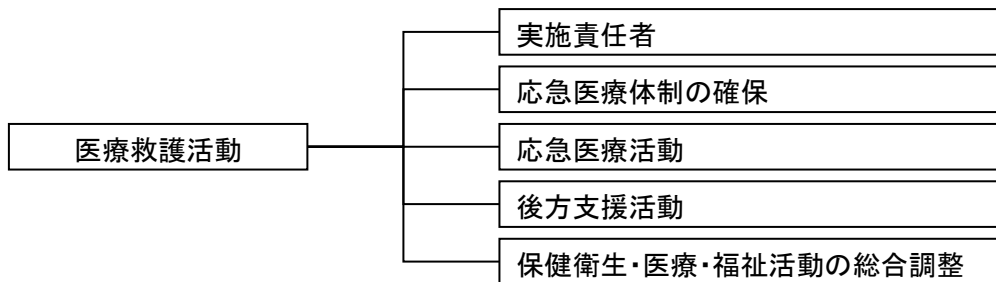 医療救護活動
実施責任者
応急医療体制の確保
応急医療活動
後方支援活動
保健衛生・医療・福祉活動の総合調整